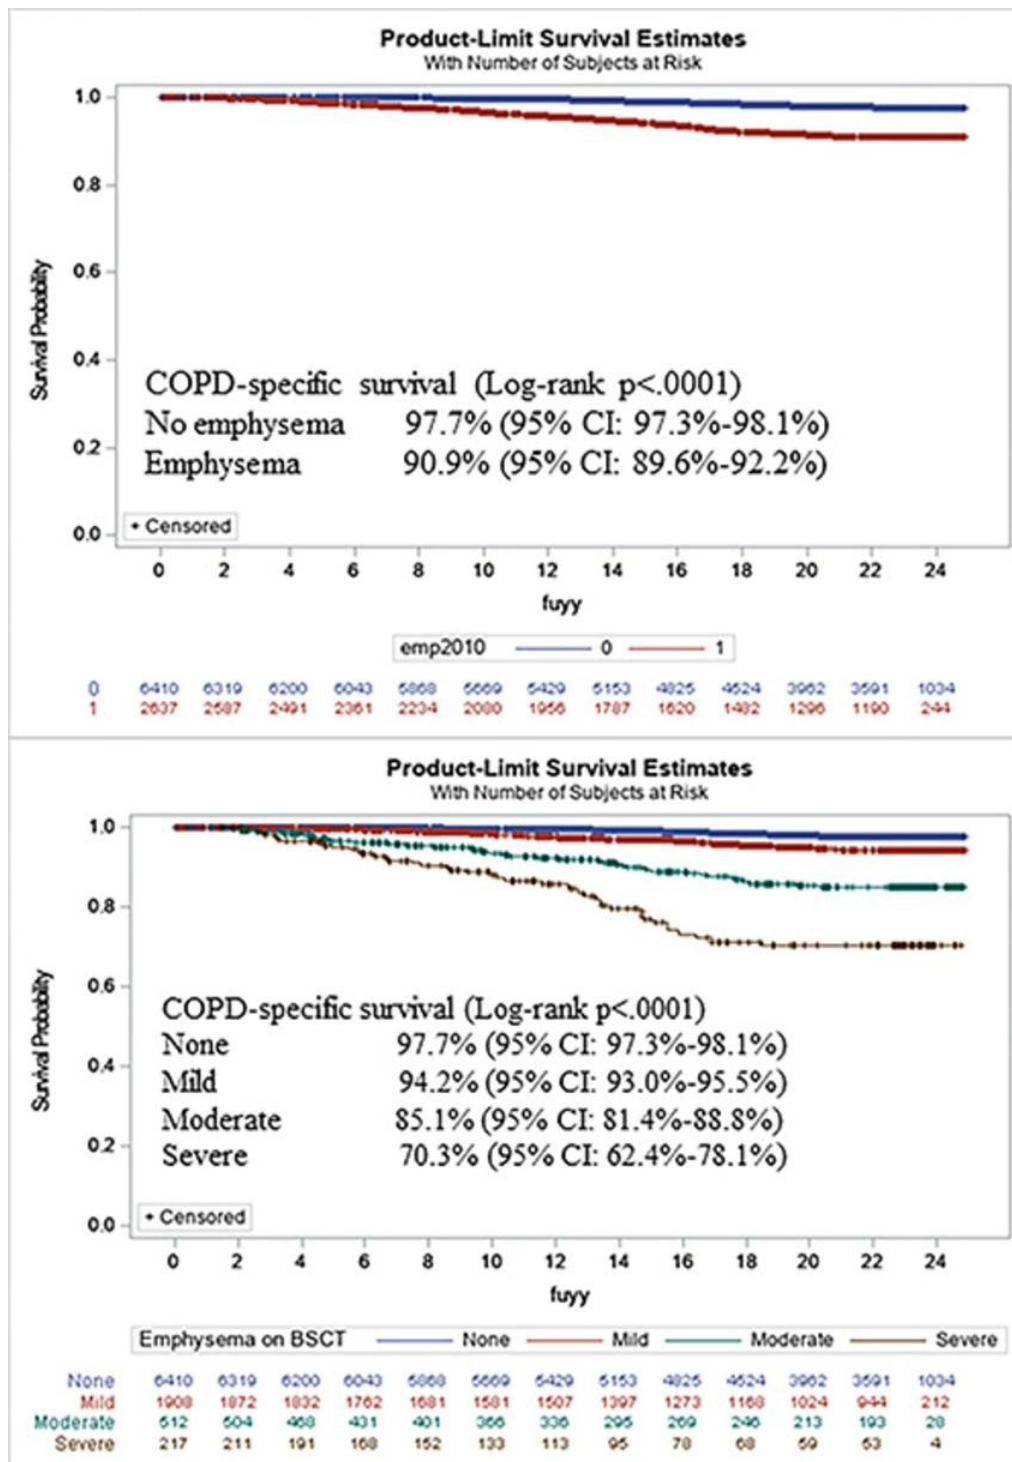 Product-Limit Survival Estimates
With Number of Subjects at Risk
1.0
0.8
0.6
0.4
0.2
0.0
Survival Probability
COPD-specific survival (Log-rank p<.0001)
No emphysema 97.7% (95% CI: 97.3%-98.1%)
Emphysema 90.9% (95% CI: 89.6%-92.2%)
Censored
0 2 4 6 8 10 12 14 16 18 20 22 24
fuyy
emp2010 0 1
0 6410 6319 6200 6043 5868 5669 5429 5153 4825 4524 3962 3591 1034
1 2637 2587 2491 2361 2234 2080 1956 1787 1620 1482 1296 1190 244
Product-Limit Survival Estimates
With Number of Subjects at Risk
1.0
0.8
0.6
0.4
0.2
0.0
Survival Probability
COPD-specific survival (Log-rank p<.0001)
None 97.7% (95% CI: 97.3%-98.1%)
Mild 94.2% (95% CI: 93.0%-95.5%)
Moderate 85.1% (95% CI: 81.4%-88.8%)
Severe 70.3% (95% CI: 62.4%-78.1%)
Censored
0 2 4 6 8 10 12 14 16 18 20 22 24
fuyy
Emphysema on BSCT None Mild Moderate Severe
None 6410 6319 6200 6043 5868 5669 5429 5153 4825 4524 3962 3591 1034
Mild 1908 1872 1832 1762 1681 1581 1507 1397 1273 1168 1024 944 212
Moderate 512 504 468 431 401 366 336 295 269 246 213 193 28
Severe 217 211 191 168 152 133 113 95 78 68 59 53 4